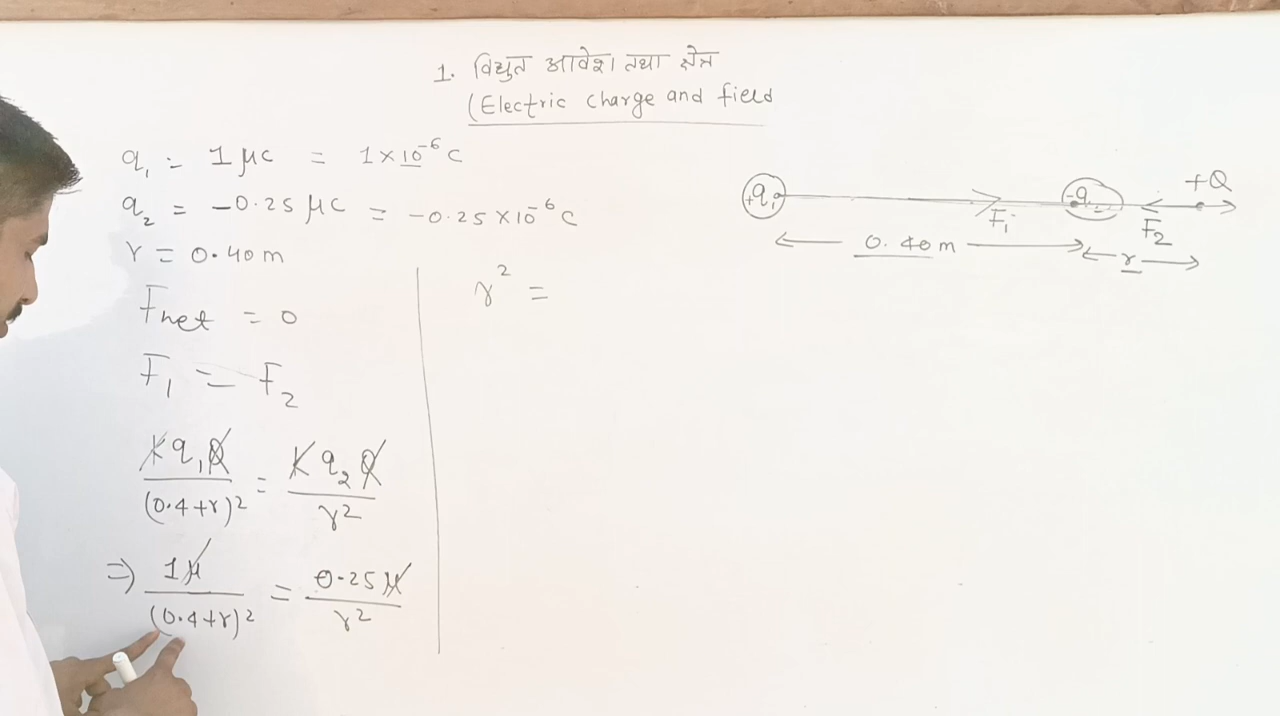 1. विद्युत आवेश तथा क्षेत्र
(Electric charge and field
q₁ = 1 μc = 1×10⁻⁶ C
q₂ = -0.25 μc = -0.25×10⁻⁶ C
r = 0.40 m
Fnet = 0
F₁ = F₂
Kq₁Q/(0.4+r)² = Kq₂Q/r²
⇒ 1μ/(0.4+r)² = 0.25μ/r²
r² =
+q₁ F₁ -q F₂ +Q
0.40 m r